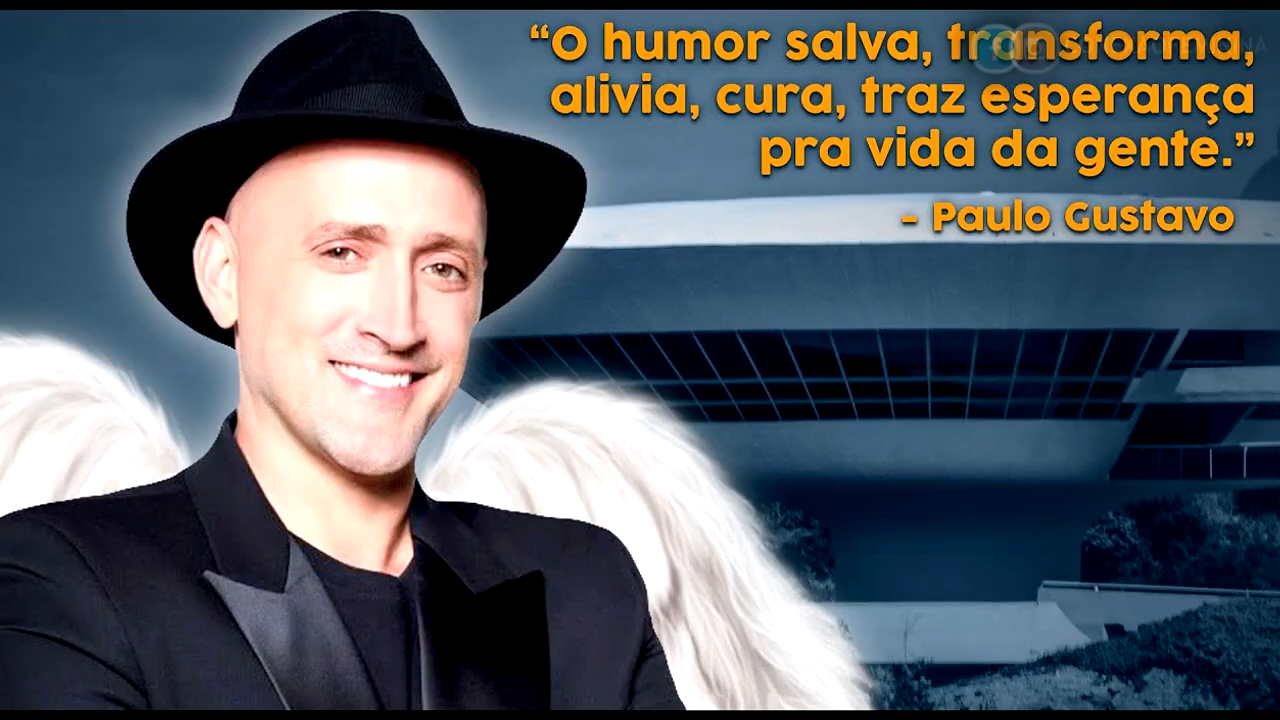 “O humor salva, transforma,
alivia, cura, traz esperança
pra vida da gente.”
- Paulo Gustavo